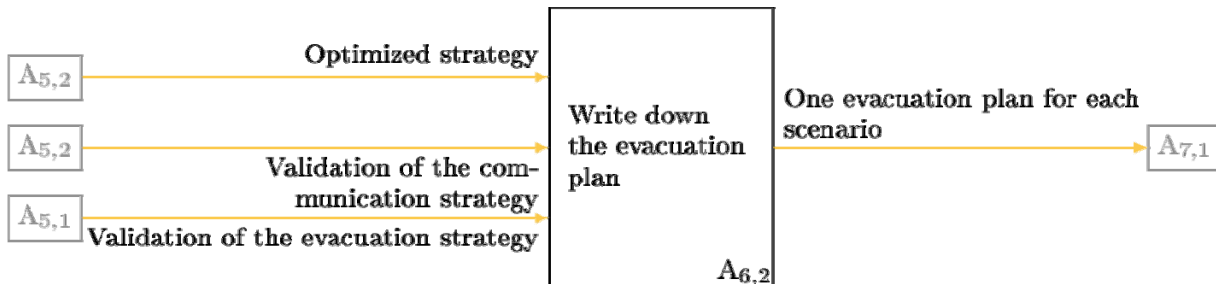 Optimized strategy
A5,2
A5,2
Validation of the com-
munication strategy
A5,1
Validation of the evacuation strategy
Write down
the evacuation
plan
A6,2
One evacuation plan for each
scenario
A7,1